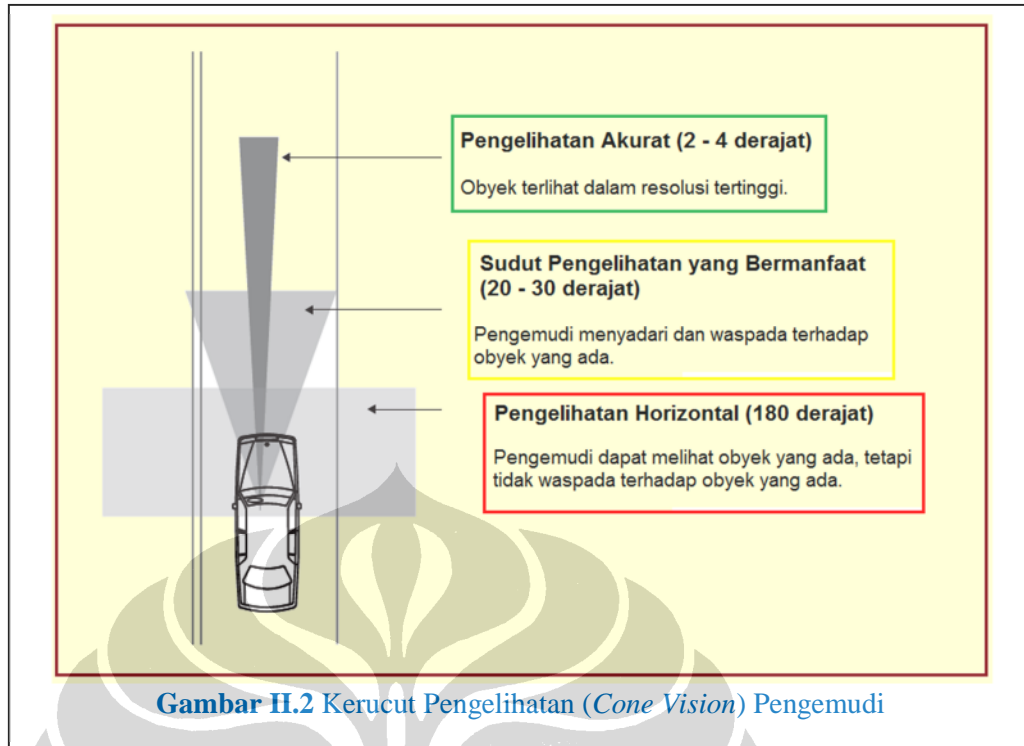 Pengelihatan Akurat (2 - 4 derajat)
Obyek terlihat dalam resolusi tertinggi.
Sudut Pengelihatan yang Bermanfaat
(20 - 30 derajat)
Pengemudi menyadari dan waspada terhadap
obyek yang ada.
Pengelihatan Horizontal (180 derajat)
Pengemudi dapat melihat obyek yang ada, tetapi
tidak waspada terhadap obyek yang ada.
Gambar II.2 Kerucut Pengelihatan (Cone Vision) Pengemudi